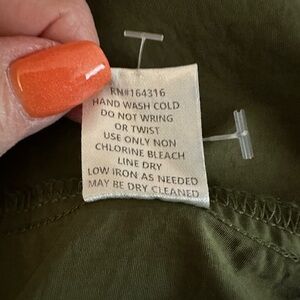 RN#164316
HAND WASH COLD
DO NOT WRING
OR TWIST
USE ONLY NON
CHLORINE BLEACH
LINE DRY
LOW IRON AS NEEDED
MAY BE DRY CLEANED